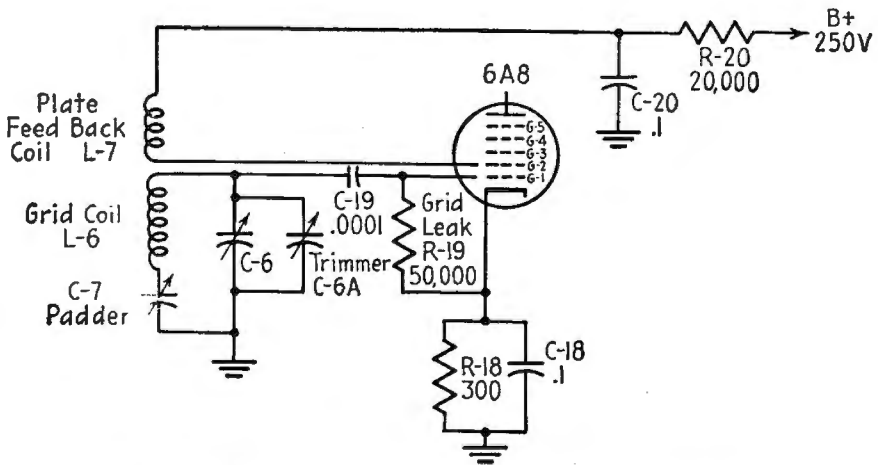 B+
250V
R-20
20,000
C-20
.1
6A8
G-5
G-4
G-3
G-2
G-1
Plate
Feed Back
Coil L-7
Grid Coil
L-6
C-7
Padder
C-6
Trimmer
C-6A
C-19
.0001
Grid
Leak
R-19
50,000
R-18
300
C-18
.1